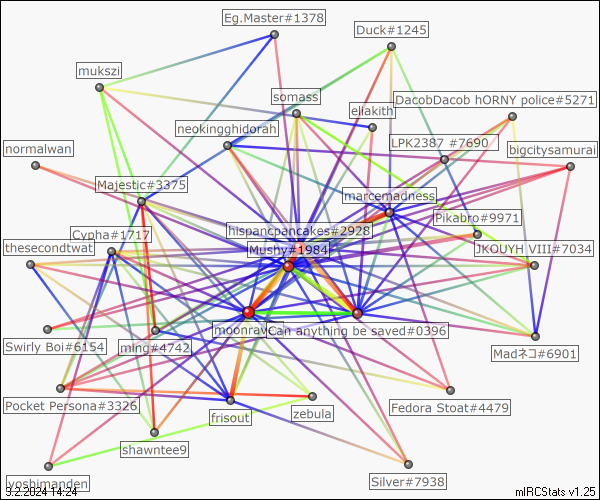 Eg.Master#1378
Duck#1245
mukszi
somass
DacobDacob hORNY police#5271
eliakith
neokingghidorah
LPK2387 #7690
normalwan
bigcitysamurai
Majestic#3375
marcemadness
Pikabro#9971
hispancpancakes#2928
Cypha#1717
thesecondtwat
Mushy#1984
JKOUYH VIII#7034
moonrave
Can anything be saved#0396
Swirly Boi#6154
ming#4742
Madネコ#6901
Pocket Persona#3326
frisout
zebula
Fedora Stoat#4479
shawntee9
yoshimanden
Silver#7938
3.2.2024 14:24
mIRCStats v1.25